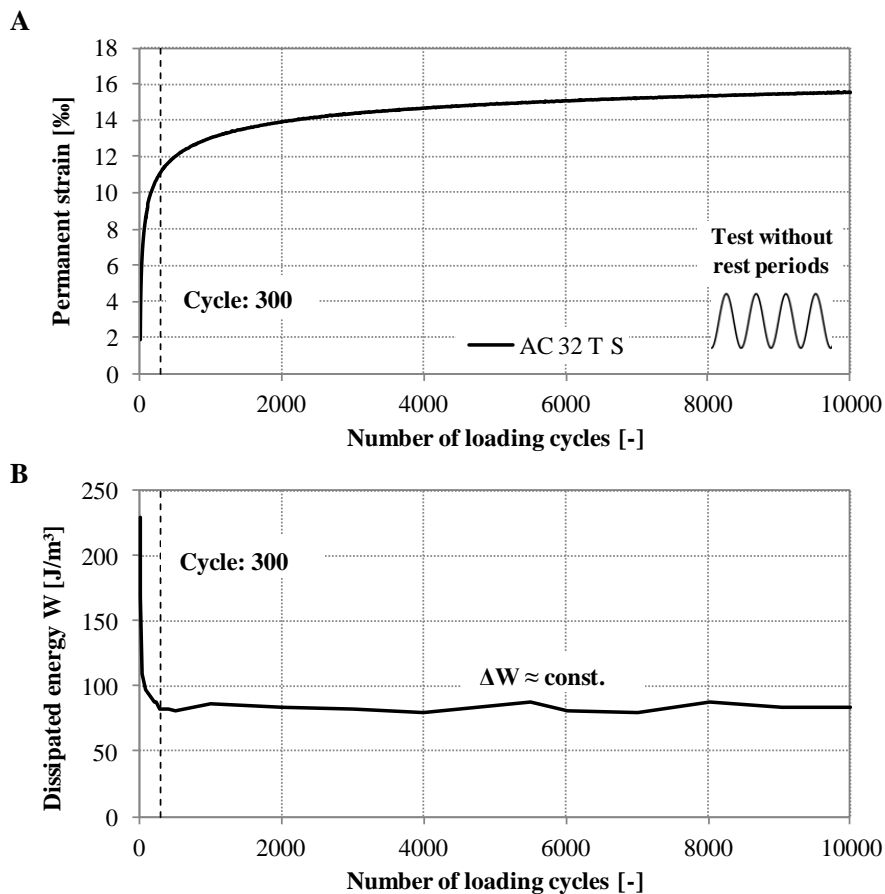 A
18
16
14
12
10
8
6
4
2
0
Permanent strain [‰]
Test without
rest periods
Cycle: 300
AC 32 T S
0 2000 4000 6000 8000 10000
Number of loading cycles [-]
B
250
200
150
100
50
0
Dissipated energy W [J/m³]
Cycle: 300
ΔW ≈ const.
0 2000 4000 6000 8000 10000
Number of loading cycles [-]